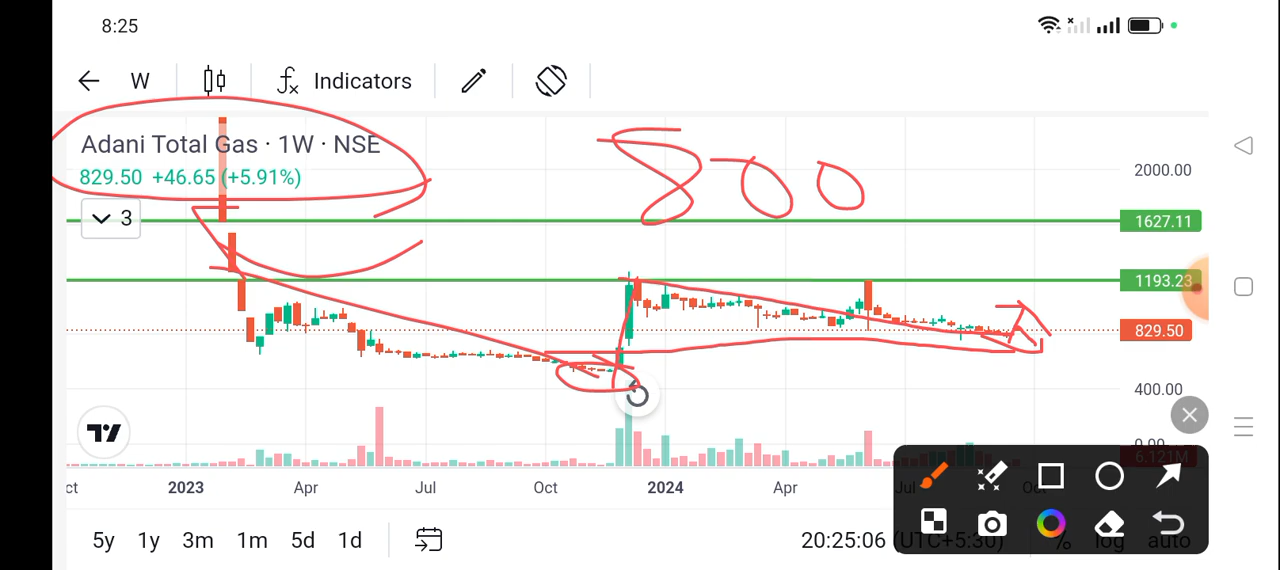 8:25
W Indicators
Adani Total Gas · 1W · NSE
829.50 +46.65 (+5.91%)
800
3
2000.00
1627.11
1193.23
829.50
400.00
0.00
6.121M
ct 2023 Apr Jul Oct 2024 Apr Jul Oct
5y 1y 3m 1m 5d 1d 20:25:06 (UTC+5:30) % log auto